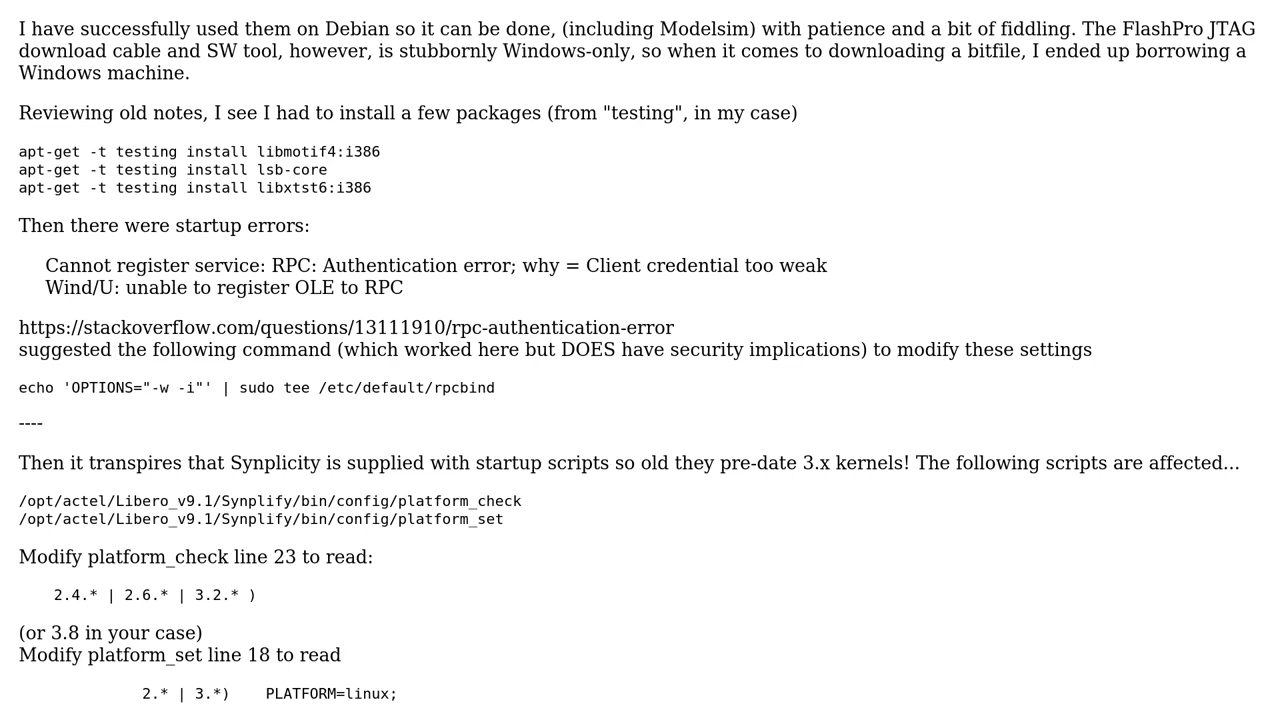 I have successfully used them on Debian so it can be done, (including Modelsim) with patience and a bit of fiddling. The FlashPro JTAG
download cable and SW tool, however, is stubbornly Windows-only, so when it comes to downloading a bitfile, I ended up borrowing a
Windows machine.
Reviewing old notes, I see I had to install a few packages (from "testing", in my case)
apt-get -t testing install libmotif4:i386
apt-get -t testing install lsb-core
apt-get -t testing install libxtst6:i386
Then there were startup errors:
Cannot register service: RPC: Authentication error; why = Client credential too weak
Wind/U: unable to register OLE to RPC
https://stackoverflow.com/questions/13111910/rpc-authentication-error
suggested the following command (which worked here but DOES have security implications) to modify these settings
echo 'OPTIONS="-w -i"' | sudo tee /etc/default/rpcbind
----
Then it transpires that Synplicity is supplied with startup scripts so old they pre-date 3.x kernels! The following scripts are affected...
/opt/actel/Libero_v9.1/Synplify/bin/config/platform_check
/opt/actel/Libero_v9.1/Synplify/bin/config/platform_set
Modify platform_check line 23 to read:
2.4.* | 2.6.* | 3.2.* )
(or 3.8 in your case)
Modify platform_set line 18 to read
2.* | 3.*)    PLATFORM=linux;